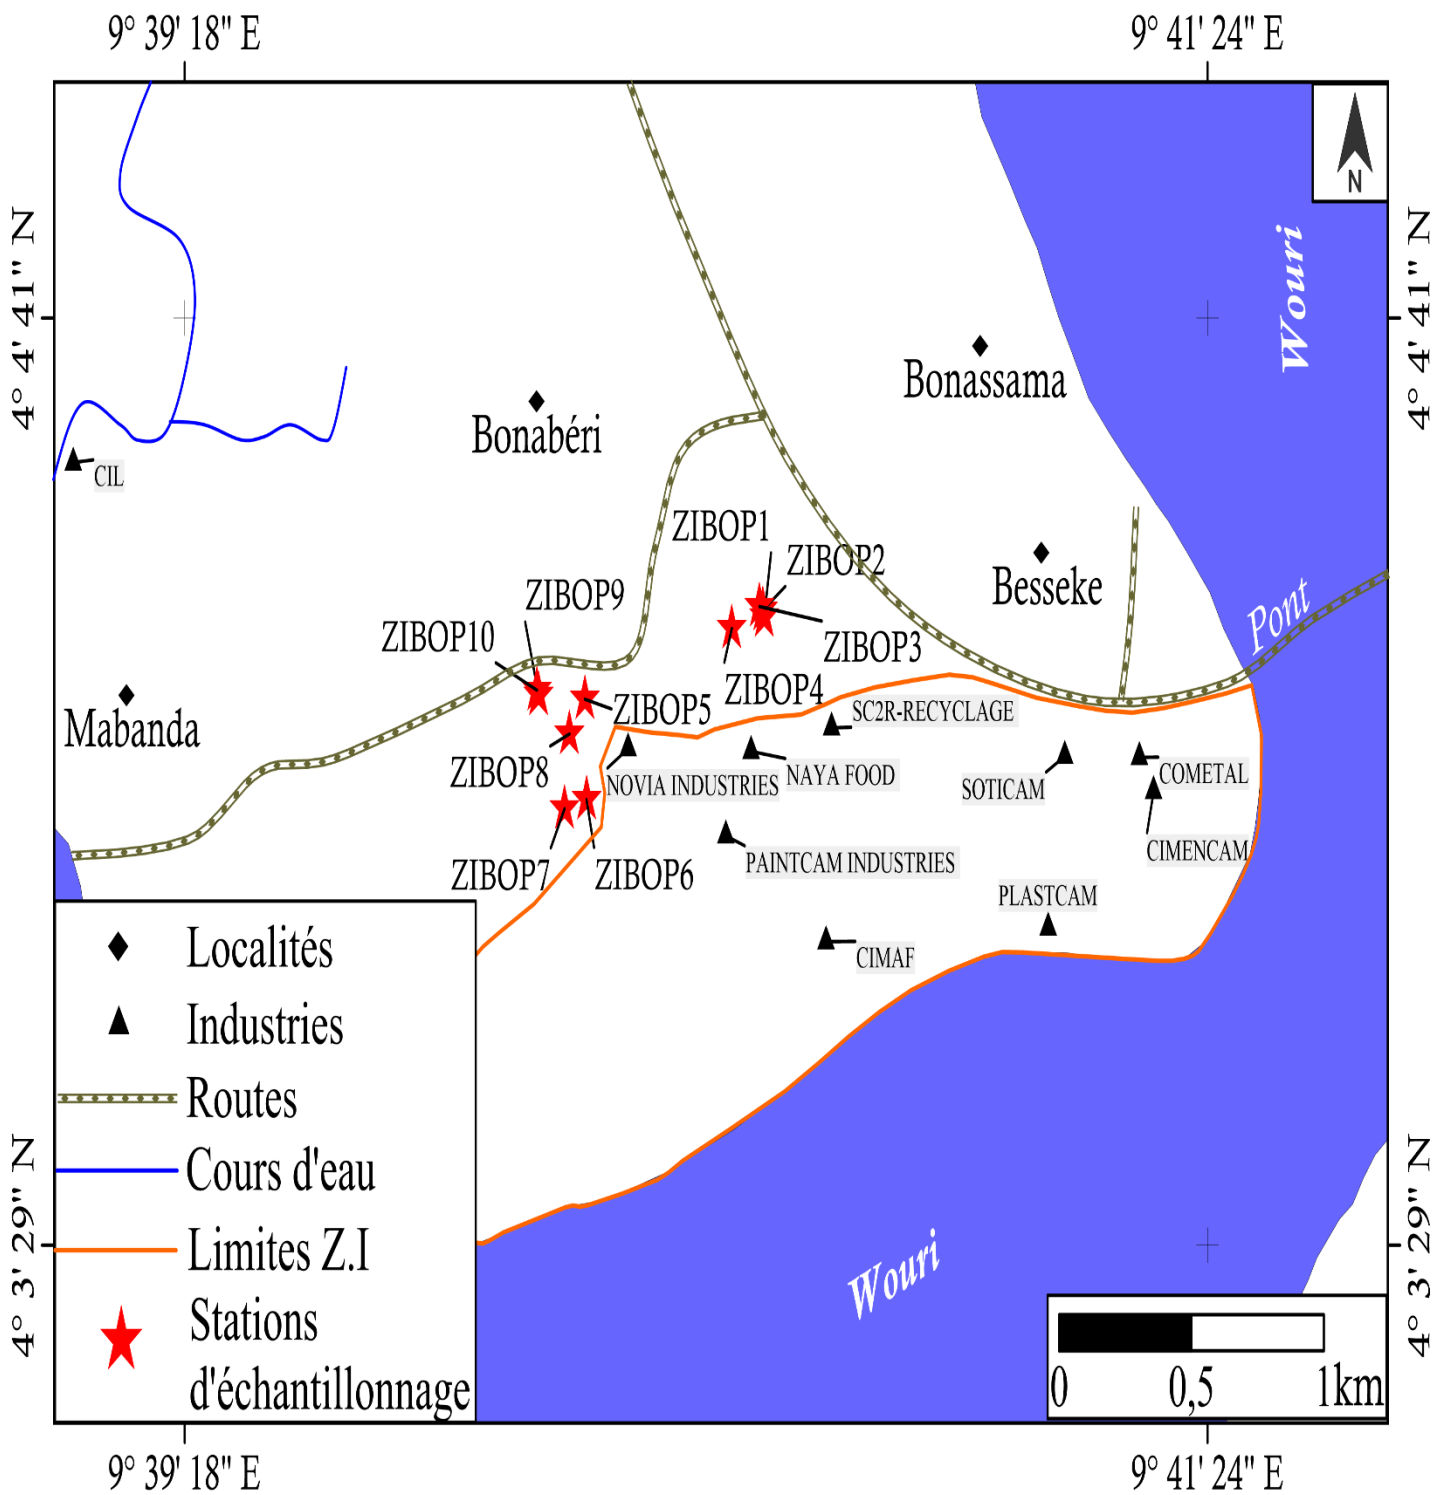 9° 39' 18" E
9° 41' 24" E
4° 4' 41" N
4° 4' 41" N
N
Wouri
Bonassama
Bonabéri
CIL
ZIBOP1
ZIBOP2
Besseke
ZIBOP9
Pont
ZIBOP10
ZIBOP3
ZIBOP4
ZIBOP5
SC2R-RECYCLAGE
Mabanda
ZIBOP8
NOVIA INDUSTRIES
NAYA FOOD
SOTICAM
COMETAL
CIMENCAM
PAINTCAM INDUSTRIES
ZIBOP7
ZIBOP6
PLASTCAM
CIMAF
Localités
Industries
Routes
Cours d'eau
Limites Z.I
Stations
d'échantillonnage
4° 3' 29" N
4° 3' 29" N
Wouri
0 0,5 1km
9° 39' 18" E
9° 41' 24" E